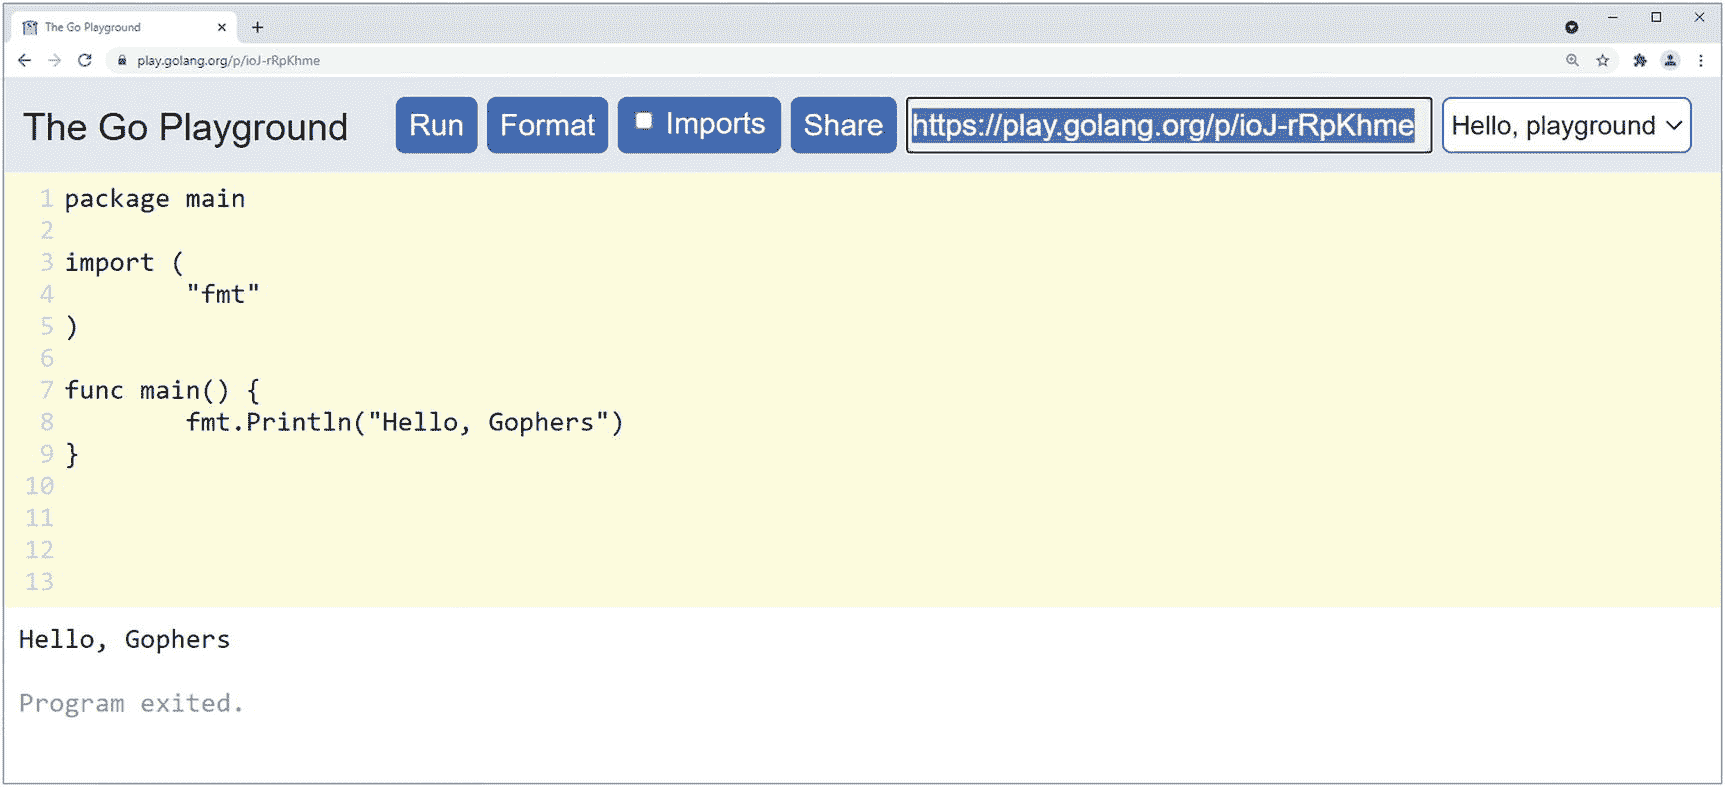 The Go Playground
play.golang.org/p/ioJ-rRpKhme
The Go Playground Run Format Imports Share https://play.golang.org/p/ioJ-rRpKhme Hello, playground
1 package main
2
3 import (
4 "fmt"
5 )
6
7 func main() {
8 fmt.Println("Hello, Gophers")
9 }
10
11
12
13
Hello, Gophers
Program exited.